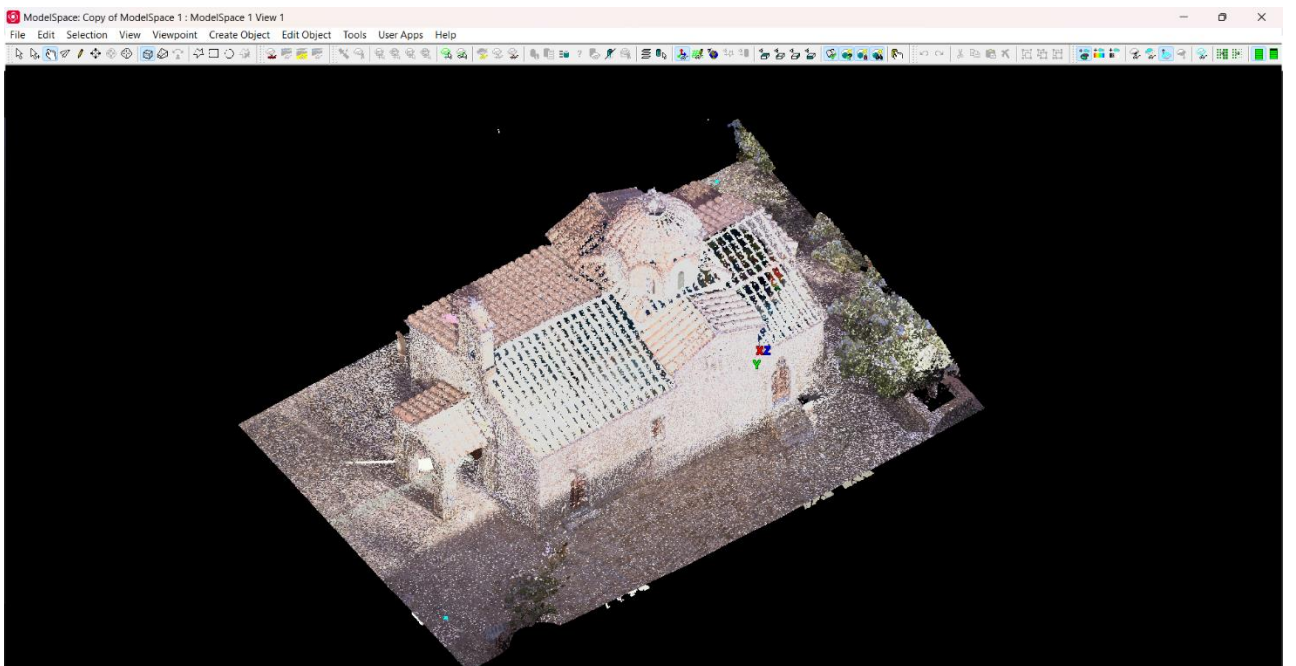 ModelSpace: Copy of ModelSpace 1 : ModelSpace 1 View 1
File Edit Selection View Viewpoint Create Object Edit Object Tools User Apps Help
XZ
Y